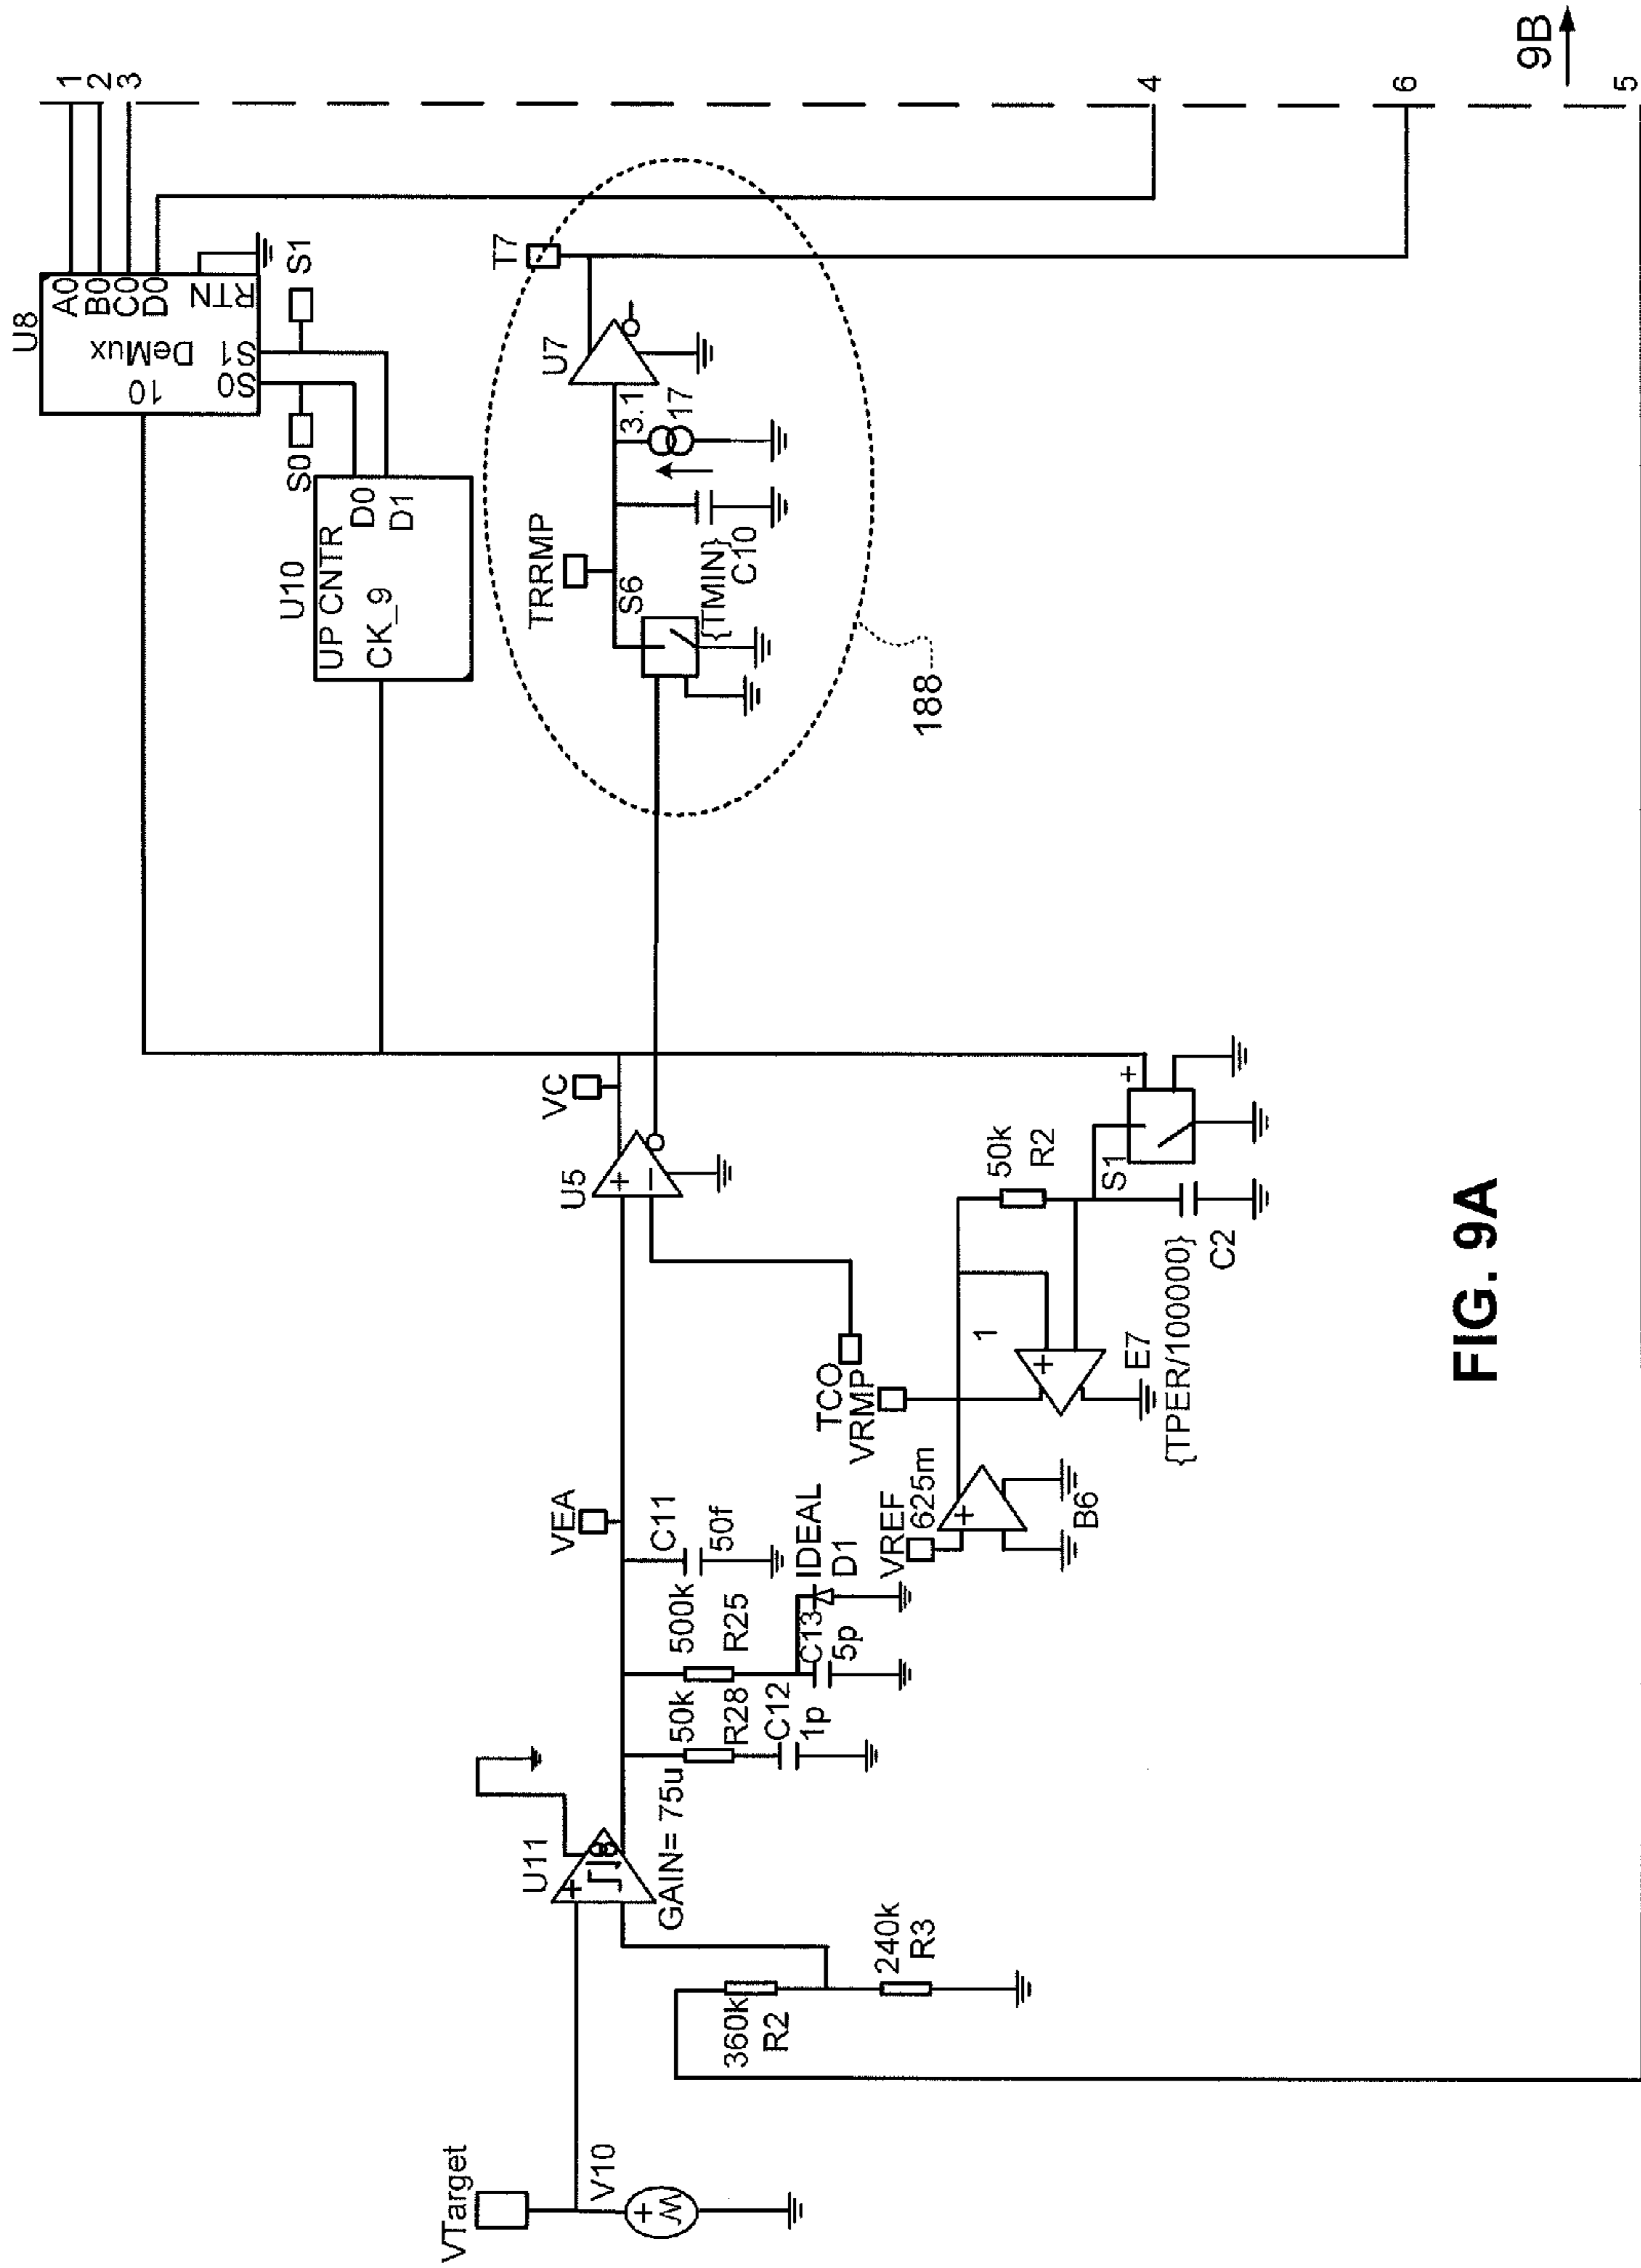 VTarget
V10
+
U11
+
GAIN= 75u
360k
R2
240k
R3
50k
R28
C12
1p
500k
R25
C13
5p
IDEAL
D1
C11
50f
VEA
VREF
625m
+
B6
TCO
VRMP
1
+
E7
{TPER/100000}
C2
50k
R2
S1
+
U5
+
−
VC
U8
10
DeMux
A0
B0
C0
D0
RTN
S0
S1
S0
S1
U10
UP CNTR
CK_9
D0
D1
TRRMP
S6
{TMIN}
C10
3.1
17
U7
T7
188
1
2
3
4
6
5
9B
FIG. 9A